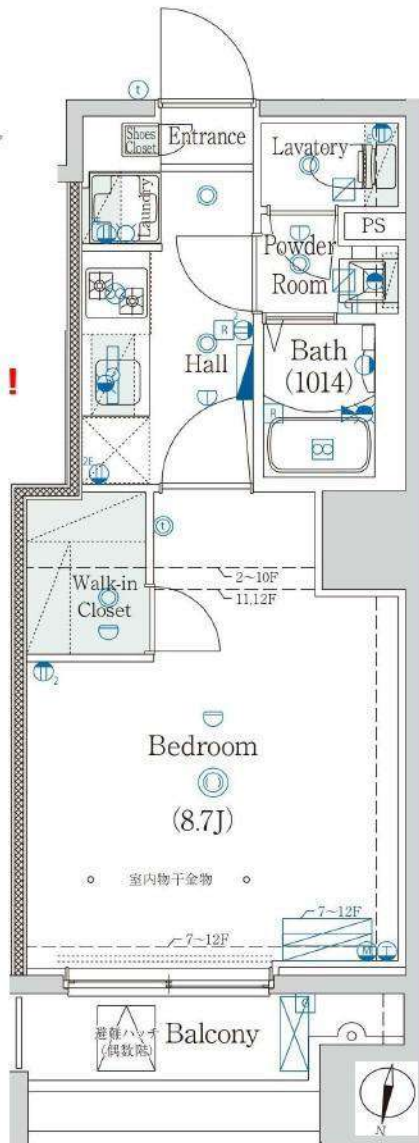 !
t
Shoes
Closet
Entrance
Lavatory
E
Laundry
PS
Powder
Room
R
Hall
Bath
(1014)
R
2E
t
Walk-in
Closet
2~10F
11,12F
2
Bedroom
(8.7J)
室内物干金物
7~12F
7~12F
M
T
避難ハッチ
(偶数階)
Balcony
G
N